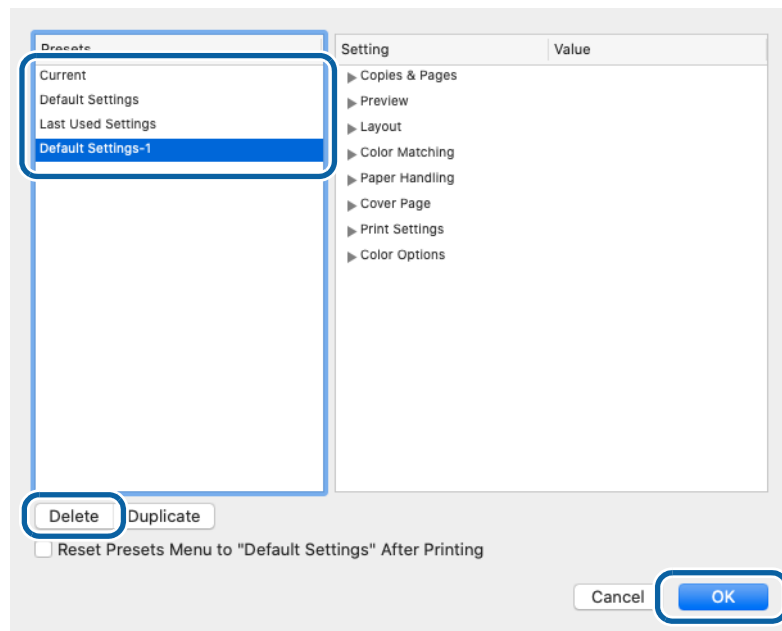 Presets
Setting Value
Current
Default Settings
Last Used Settings
Default Settings-1
Copies & Pages
Preview
Layout
Color Matching
Paper Handling
Cover Page
Print Settings
Color Options
Delete Duplicate
Reset Presets Menu to "Default Settings" After Printing
Cancel OK